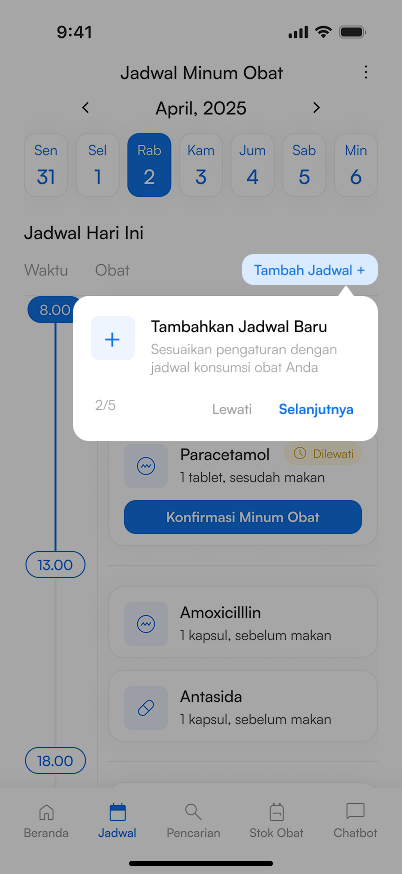 9:41
Jadwal Minum Obat
April, 2025
Sen Sel Rab Kam Jum Sab Min
31 1 2 3 4 5 6
Jadwal Hari Ini
Waktu Obat Tambah Jadwal +
8.00
Tambahkan Jadwal Baru
Sesuaikan pengaturan dengan
jadwal konsumsi obat Anda
2/5 Lewati Selanjutnya
Paracetamol Dilewati
1 tablet, sesudah makan
Konfirmasi Minum Obat
13.00
Amoxicilllin
1 kapsul, sebelum makan
Antasida
1 kapsul, sebelum makan
18.00
Beranda Jadwal Pencarian Stok Obat Chatbot